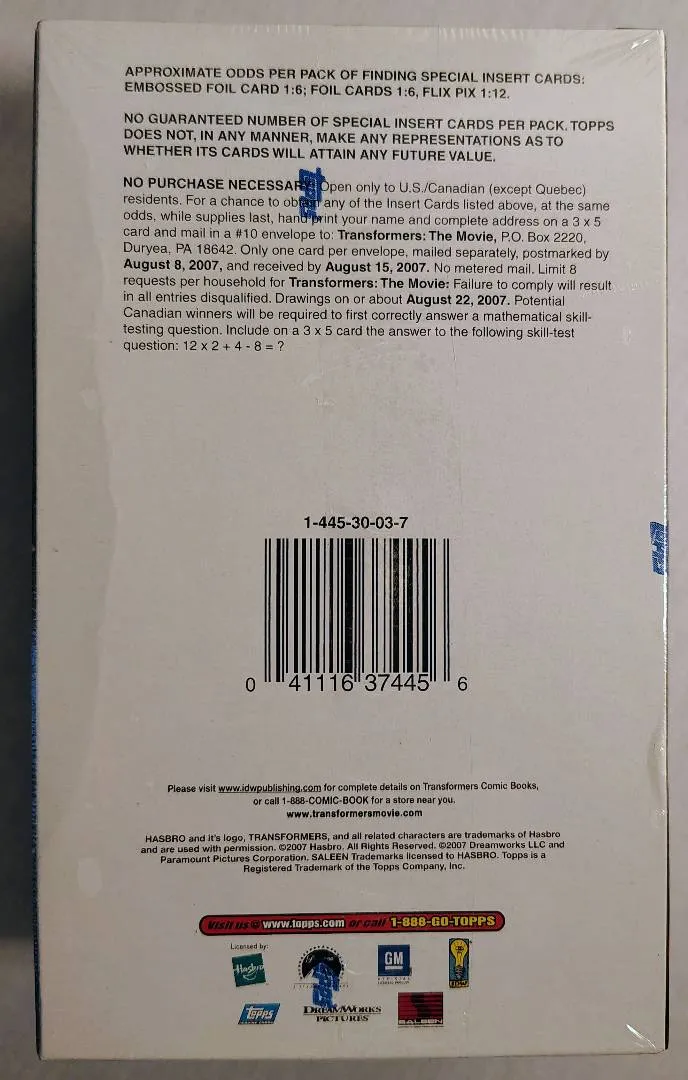 APPROXIMATE ODDS PER PACK OF FINDING SPECIAL INSERT CARDS:
EMBOSSED FOIL CARD 1:6; FOIL CARDS 1:6, FLIX PIX 1:12.
NO GUARANTEED NUMBER OF SPECIAL INSERT CARDS PER PACK. TOPPS
DOES NOT, IN ANY MANNER, MAKE ANY REPRESENTATIONS AS TO
WHETHER ITS CARDS WILL ATTAIN ANY FUTURE VALUE.
NO PURCHASE NECESSARY: Open only to U.S./Canadian (except Quebec)
residents. For a chance to obtain any of the Insert Cards listed above, at the same
odds, while supplies last, hand print your name and complete address on a 3 x 5
card and mail in a #10 envelope to: Transformers: The Movie, P.O. Box 2220,
Duryea, PA 18642. Only one card per envelope, mailed separately, postmarked by
August 8, 2007, and received by August 15, 2007. No metered mail. Limit 8
requests per household for Transformers: The Movie: Failure to comply will result
in all entries disqualified. Drawings on or about August 22, 2007. Potential
Canadian winners will be required to first correctly answer a mathematical skill-
testing question. Include on a 3 x 5 card the answer to the following skill-test
question: 12 x 2 + 4 - 8 = ?
Topps
1-445-30-03-7
0 41116 37445 6
Topps
Please visit www.idwpublishing.com for complete details on Transformers Comic Books,
or call 1-888-COMIC-BOOK for a store near you.
www.transformersmovie.com
HASBRO and it's logo, TRANSFORMERS, and all related characters are trademarks of Hasbro
and are used with permission. ©2007 Hasbro. All Rights Reserved. ©2007 Dreamworks LLC and
Paramount Pictures Corporation. SALEEN Trademarks licensed to HASBRO. Topps is a
Registered Trademark of the Topps Company, Inc.
Visit us @ www.topps.com or call 1-888-GO-TOPPS
Licensed by:
Hasbro
GM
IDW
Topps
DREAMWORKS
PICTURES
SALEEN